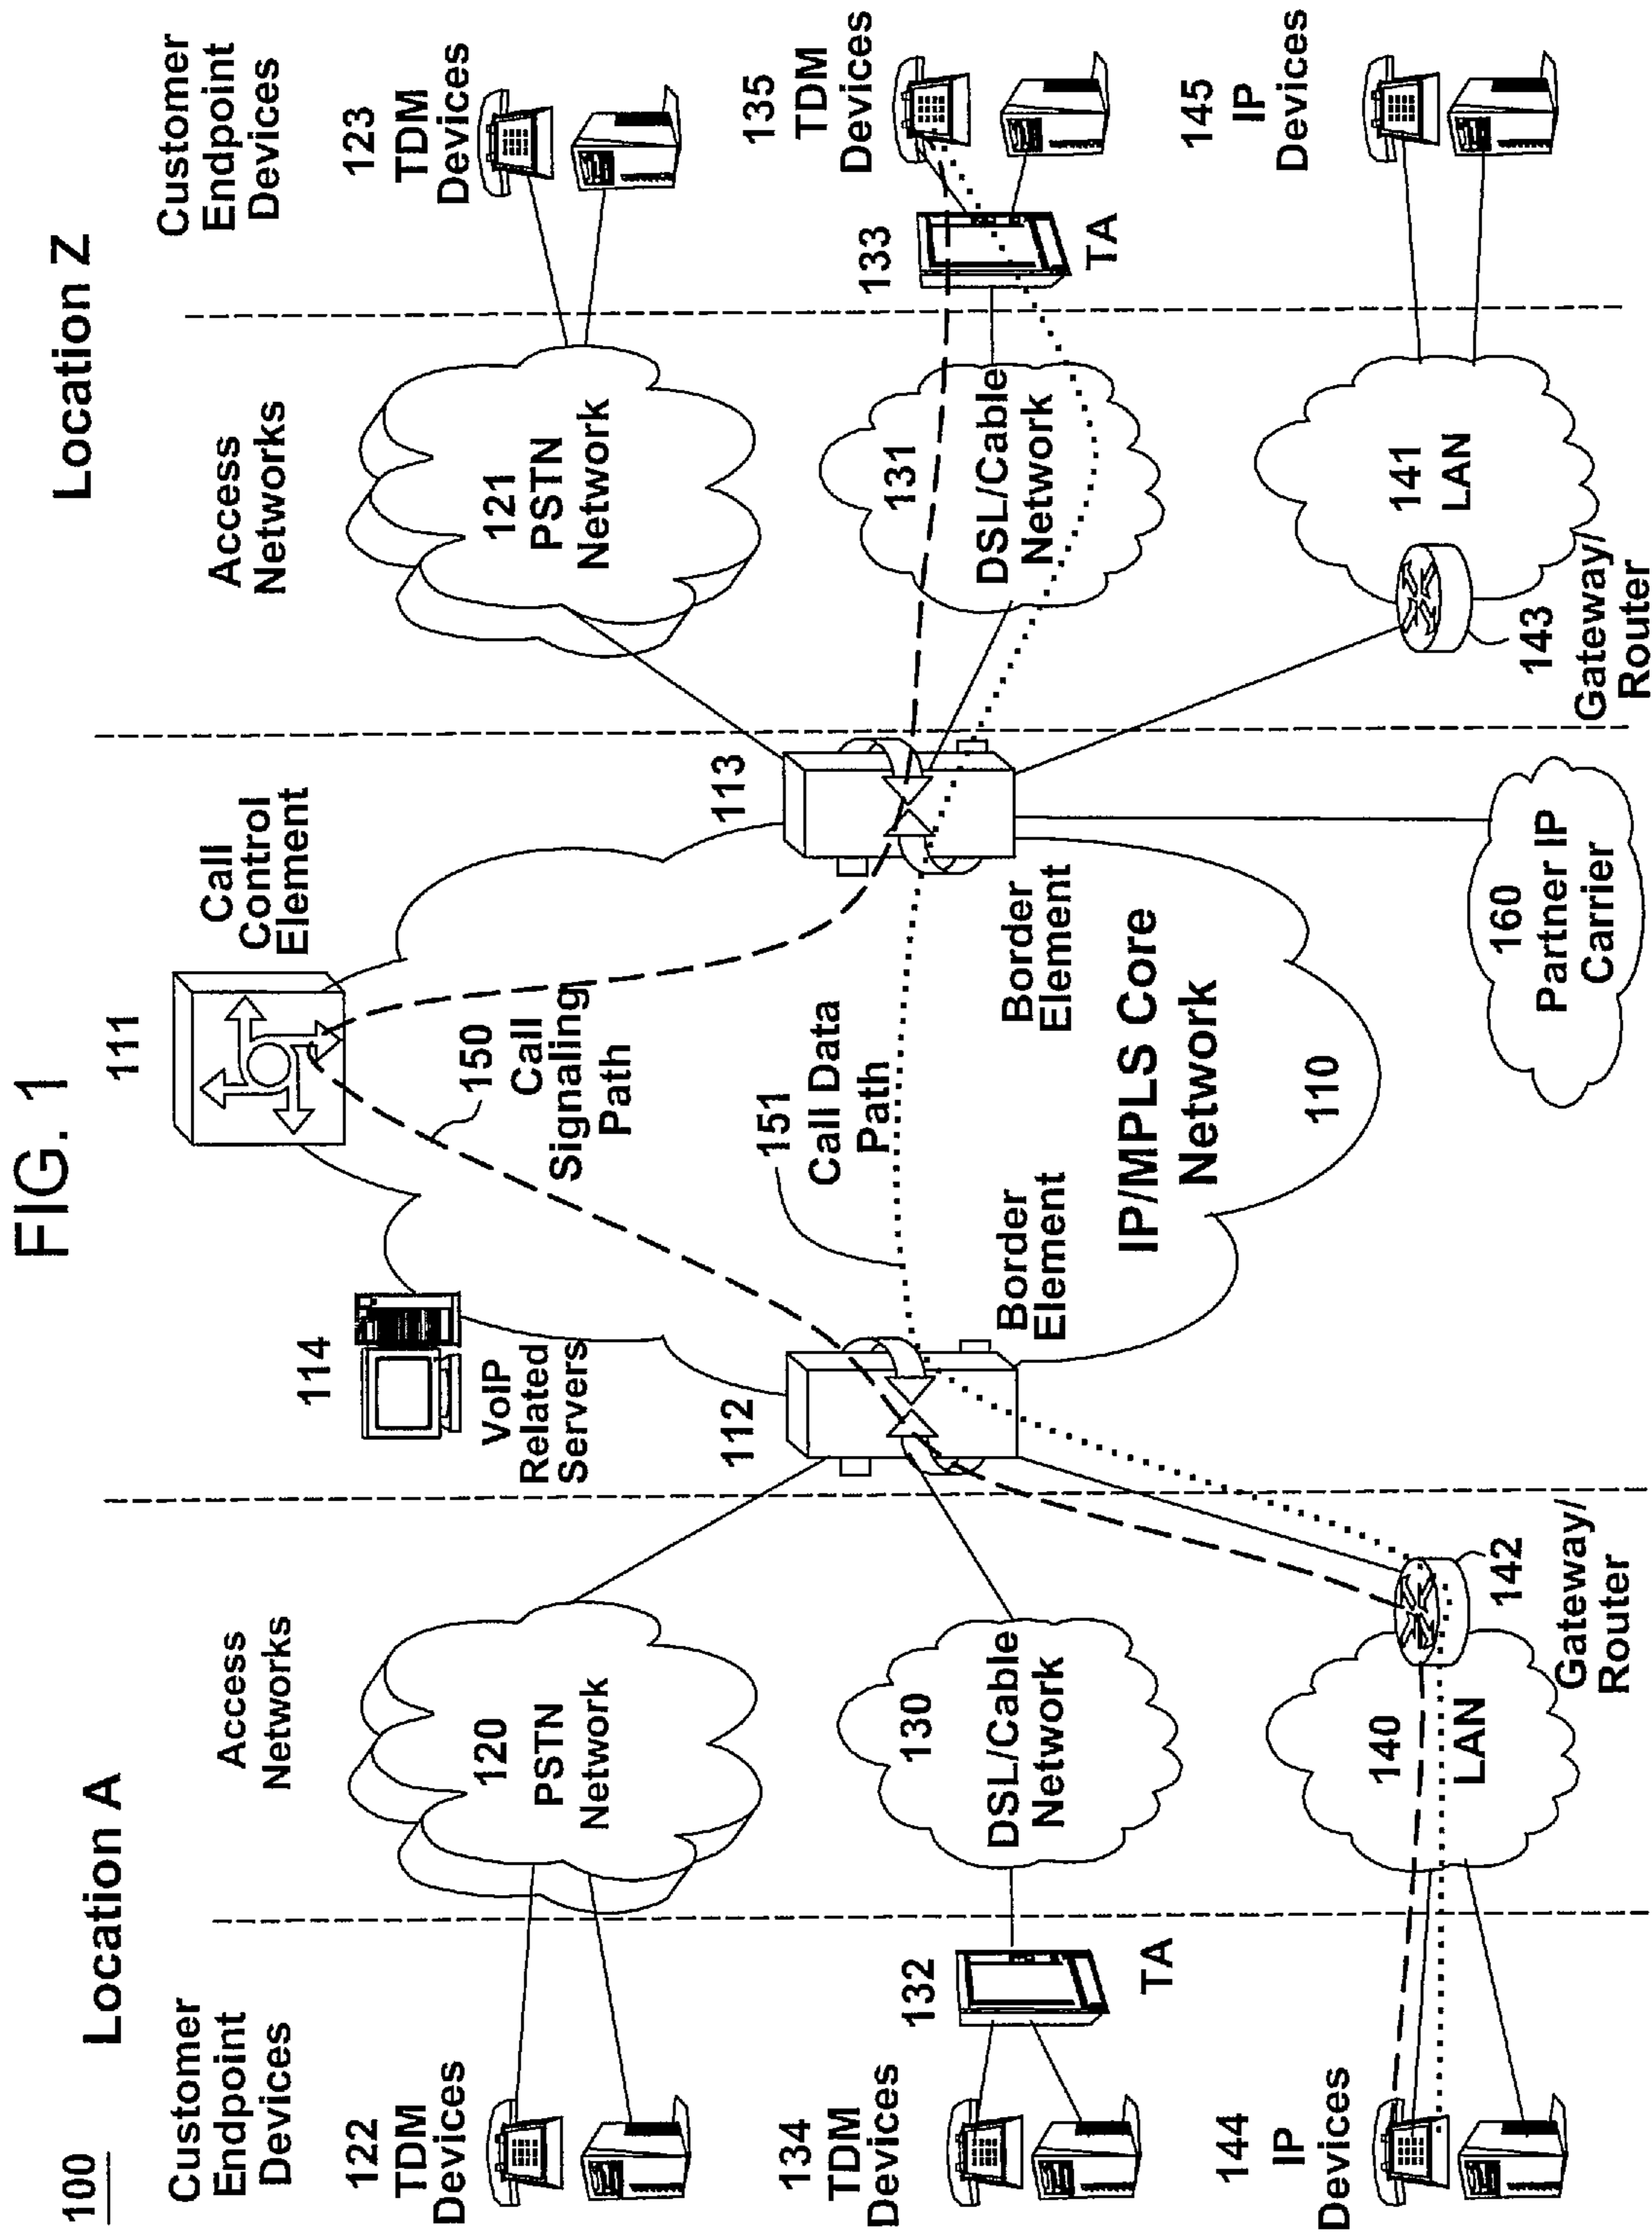 FIG. 1
100
Location A
Location Z
Customer
Endpoint
Devices
Access
Networks
114
VoIP
Related
Servers
111
Call
Control
Element
Access
Networks
Customer
Endpoint
Devices
122
TDM
Devices
120
PSTN
Network
150
Call
Signaling
Path
121
PSTN
Network
123
TDM
Devices
134
TDM
Devices
132
TA
130
DSL/Cable
Network
112
Border
Element
151
Call Data
Path
113
Border
Element
131
DSL/Cable
Network
133
TA
135
TDM
Devices
IP/MPLS Core
Network
110
144
IP
Devices
140
LAN
142
Gateway/
Router
160
Partner IP
Carrier
143
Gateway/
Router
141
LAN
145
IP
Devices